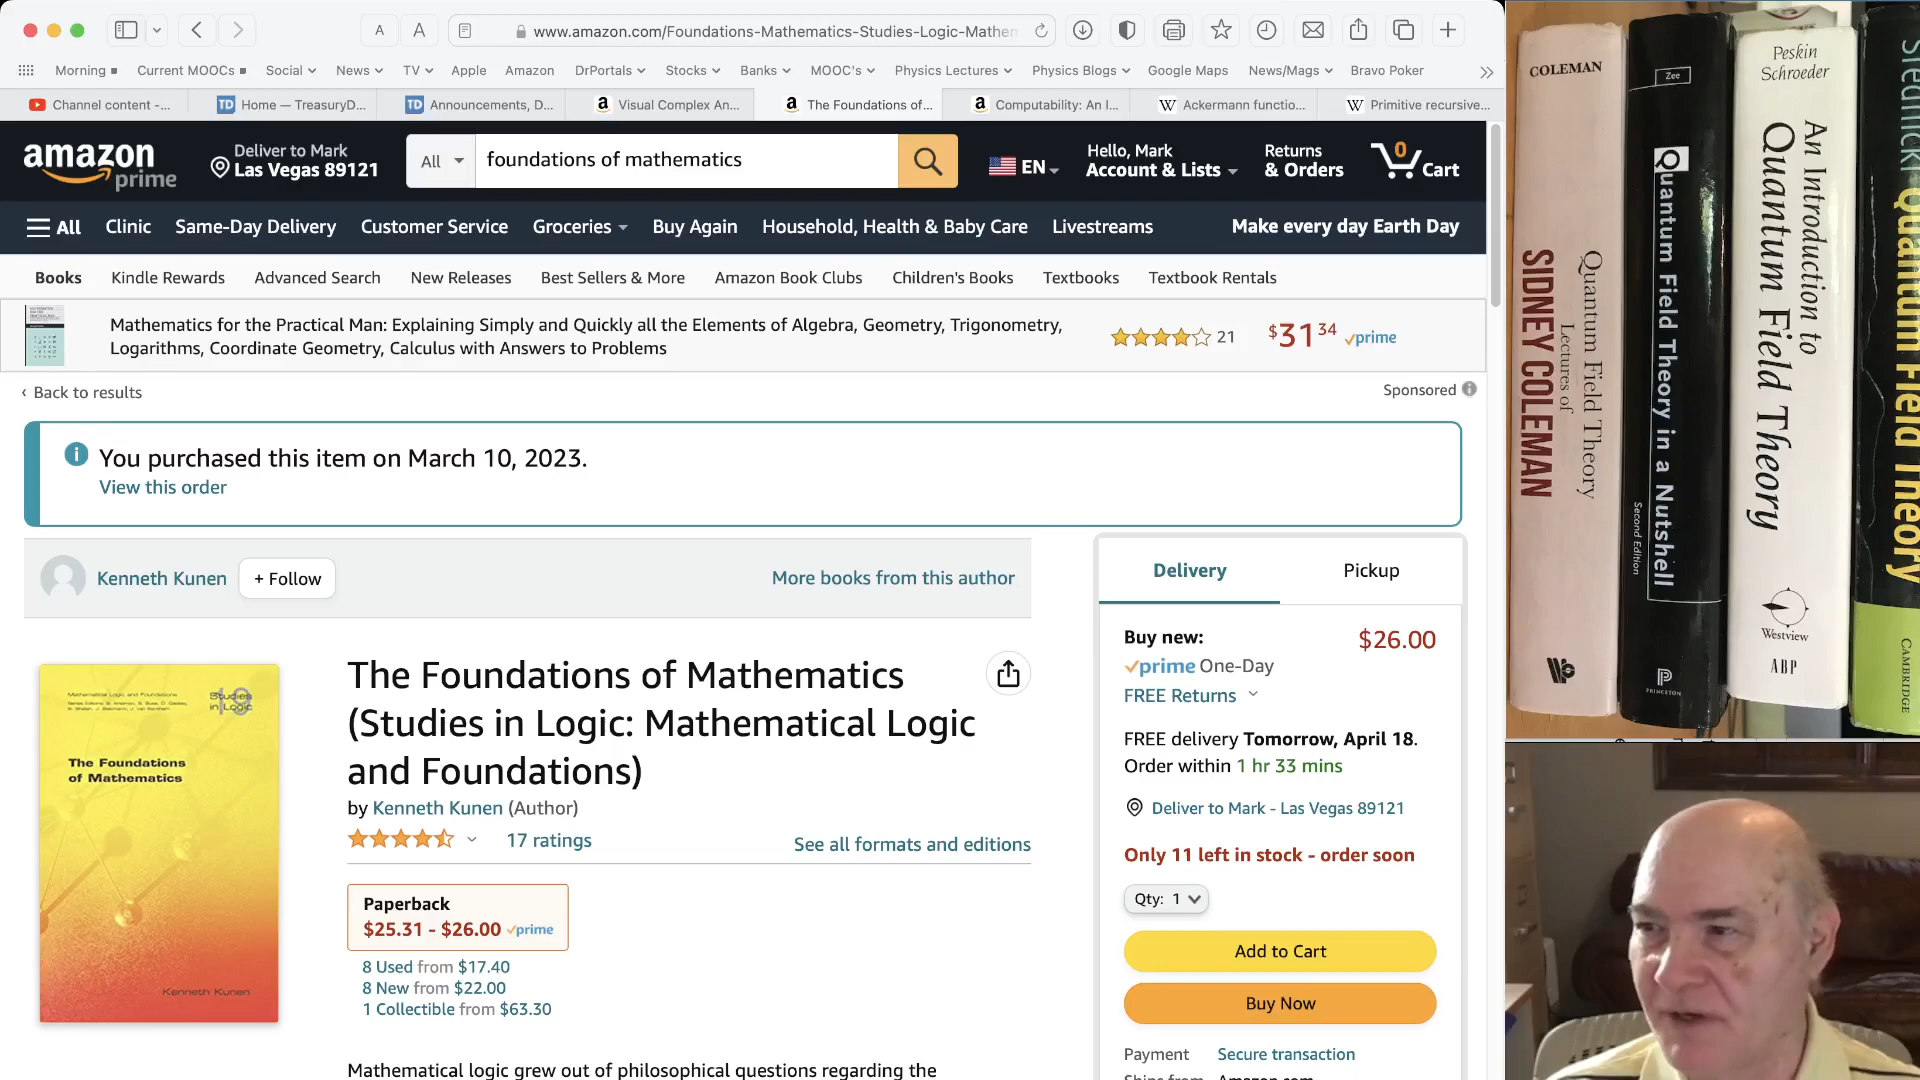 www.amazon.com/Foundations-Mathematics-Studies-Logic-Mather
A A
Morning
Current MOOCs
Social
News
TV
Apple
Amazon
DrPortals
Stocks
Banks
MOOC's
Physics Lectures
Physics Blogs
Google Maps
News/Mags
Bravo Poker
Channel content -...
Home — TreasuryD...
Announcements, D...
Visual Complex An...
The Foundations of...
Computability: An I...
Ackermann functio...
Primitive recursive...
amazon prime
Deliver to Mark
Las Vegas 89121
All
foundations of mathematics
EN
Hello, Mark
Account & Lists
Returns
& Orders
0
Cart
All
Clinic
Same-Day Delivery
Customer Service
Groceries
Buy Again
Household, Health & Baby Care
Livestreams
Make every day Earth Day
Books
Kindle Rewards
Advanced Search
New Releases
Best Sellers & More
Amazon Book Clubs
Children's Books
Textbooks
Textbook Rentals
Mathematics for the Practical Man: Explaining Simply and Quickly all the Elements of Algebra, Geometry, Trigonometry,
Logarithms, Coordinate Geometry, Calculus with Answers to Problems
21
$31 34 prime
‹ Back to results
Sponsored
You purchased this item on March 10, 2023.
View this order
Kenneth Kunen
+ Follow
More books from this author
The Foundations of Mathematics
(Studies in Logic: Mathematical Logic
and Foundations)
by Kenneth Kunen (Author)
17 ratings
See all formats and editions
Paperback
$25.31 - $26.00 prime
8 Used from $17.40
8 New from $22.00
1 Collectible from $63.30
Mathematical logic grew out of philosophical questions regarding the
Mathematical Logic and Foundations
Studies
in Logic
18
The Foundations
of Mathematics
Kenneth Kunen
Delivery
Pickup
Buy new:
$26.00
prime One-Day
FREE Returns
FREE delivery Tomorrow, April 18.
Order within 1 hr 33 mins
Deliver to Mark - Las Vegas 89121
Only 11 left in stock - order soon
Qty: 1
Add to Cart
Buy Now
Payment
Secure transaction
Ships from
Amazon.com
COLEMAN
Quantum Field Theory
Lectures of
SIDNEY COLEMAN
Zee
Quantum Field Theory in a Nutshell
Second Edition
P
PRINCETON
Peskin
Schroeder
An Introduction to
Quantum Field Theory
Westview
ABP
Srednicki
Quantum Field Theory
CAMBRIDGE